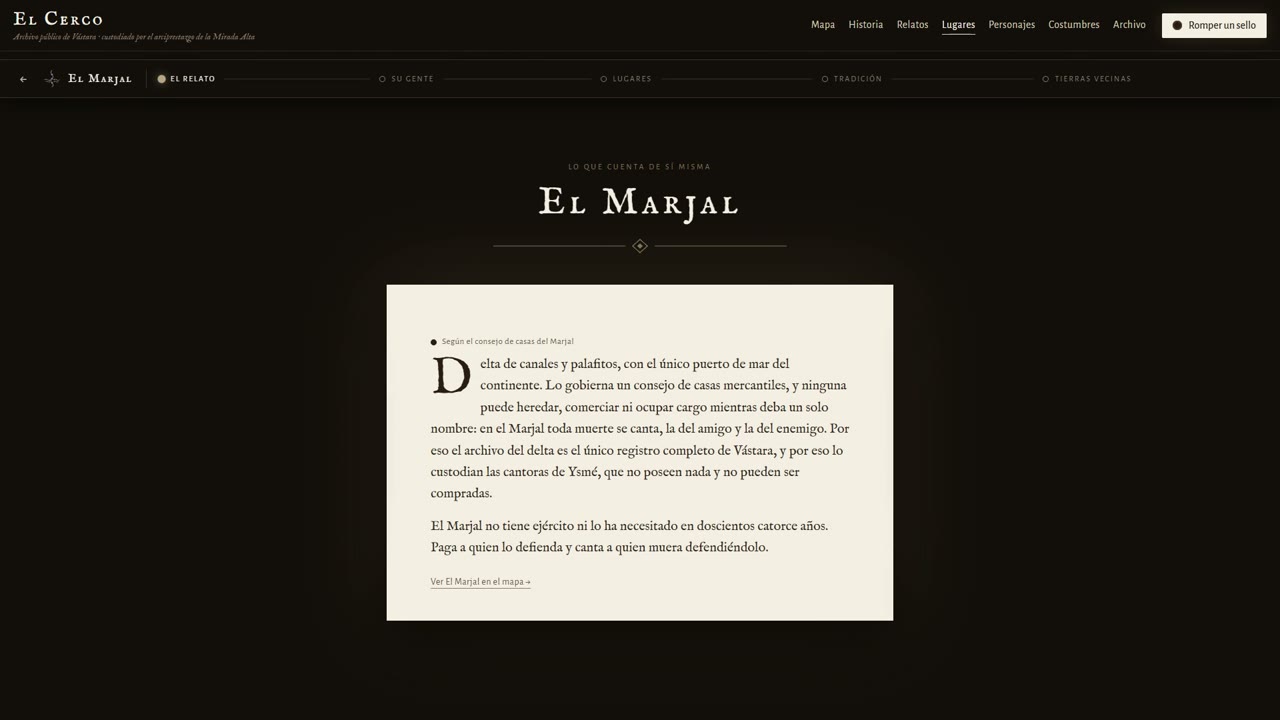 El Cerco
Archivo público de Vástara · custodiado por el arciprestazgo de la Mirada Alta
Mapa Historia Relatos Lugares Personajes Costumbres Archivo Romper un sello
← El Marjal EL RELATO SU GENTE LUGARES TRADICIÓN TIERRAS VECINAS
LO QUE CUENTA DE SÍ MISMA
El Marjal
Según el consejo de casas del Marjal
Delta de canales y palafitos, con el único puerto de mar del
continente. Lo gobierna un consejo de casas mercantiles, y ninguna
puede heredar, comerciar ni ocupar cargo mientras deba un solo
nombre: en el Marjal toda muerte se canta, la del amigo y la del enemigo. Por
eso el archivo del delta es el único registro completo de Vástara, y por eso lo
custodian las cantoras de Ysmé, que no poseen nada y no pueden ser
compradas.
El Marjal no tiene ejército ni lo ha necesitado en doscientos catorce años.
Paga a quien lo defienda y canta a quien muera defendiéndolo.
Ver El Marjal en el mapa →